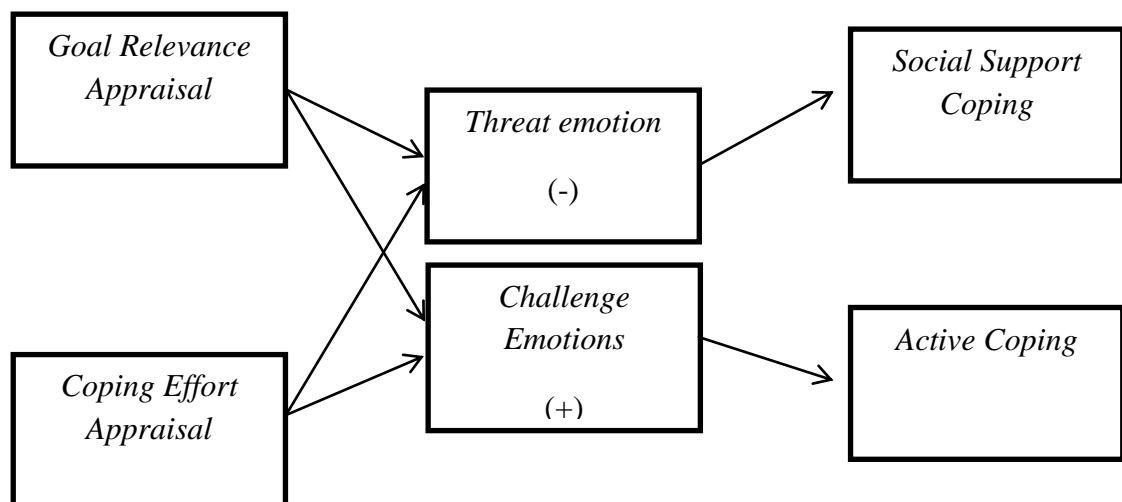 Goal Relevance
Appraisal
Threat emotion
(-)
Social Support
Coping
Challenge
Emotions
(+)
Coping Effort
Appraisal
Active Coping